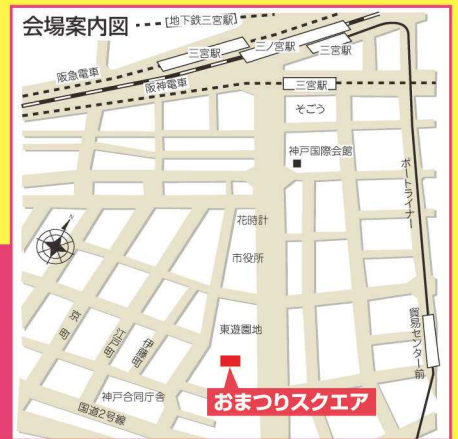 会場案内図
地下鉄三宮駅
三宮駅
三ノ宮駅
三宮駅
阪急電車
阪神電車
三宮駅
そごう
神戸国際会館
ポートライナー
花時計
市役所
東遊園地
貿易センター前
京町
江戸町
伊藤町
おまつりスクエア
神戸合同庁舎
国道2号線